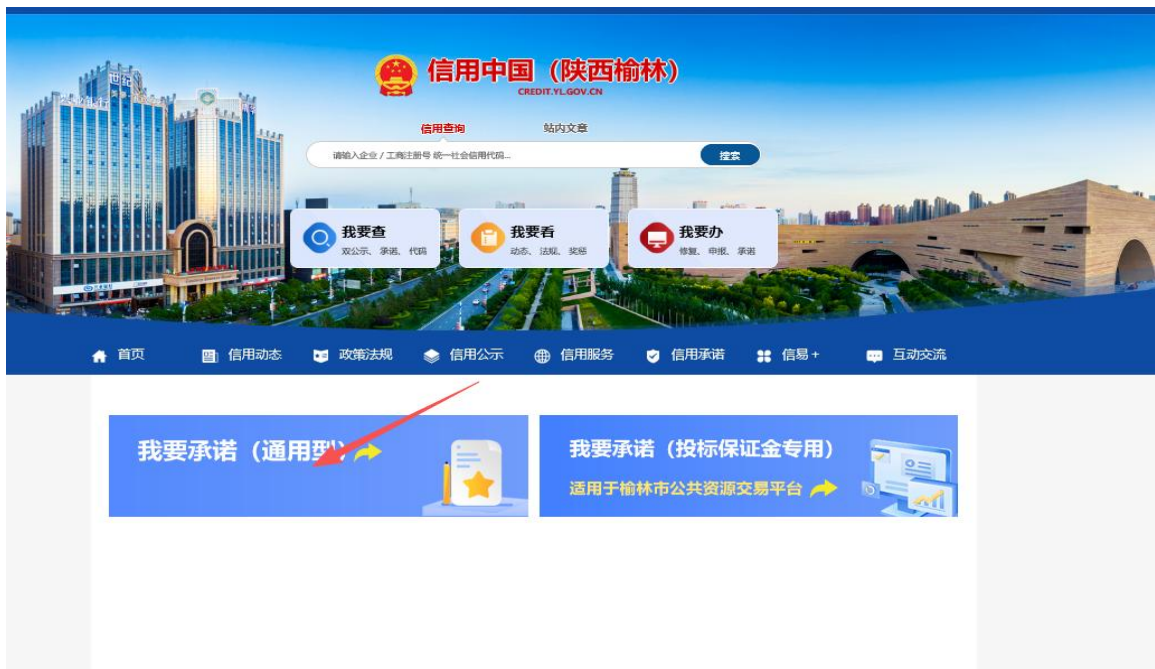 信用中国（陕西榆林）
CREDIT.YL.GOV.CN
信用查询 站内文章
请输入企业 / 工商注册号 统一社会信用代码... 搜索
我要查 我要看 我要办
双公示、承诺、代码 动态、法规、奖惩 修复、申报、承诺
首页 信用动态 政策法规 信用公示 信用服务 信用承诺 信易+ 互动交流
我要承诺（通用型） 我要承诺（投标保证金专用）
适用于榆林市公共资源交易平台